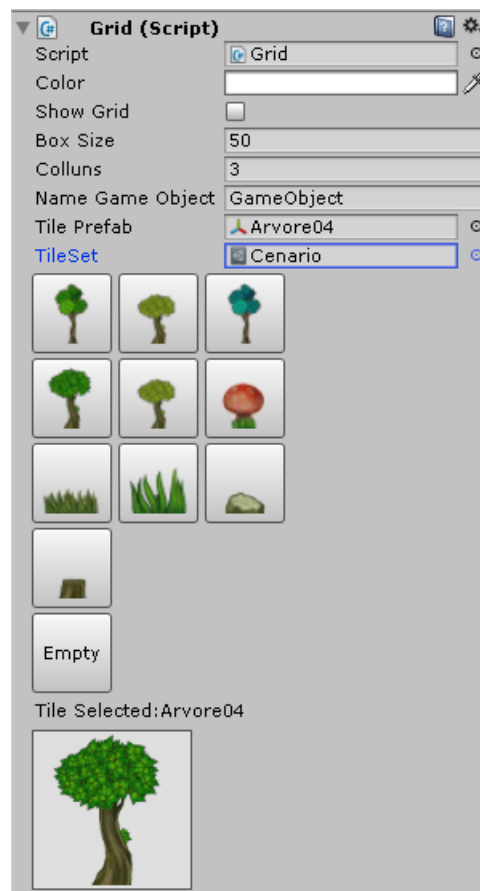 Grid (Script)
Script Grid
Color
Show Grid
Box Size 50
Colluns 3
Name Game Object GameObject
Tile Prefab Arvore04
TileSet Cenario
Empty
Tile Selected:Arvore04